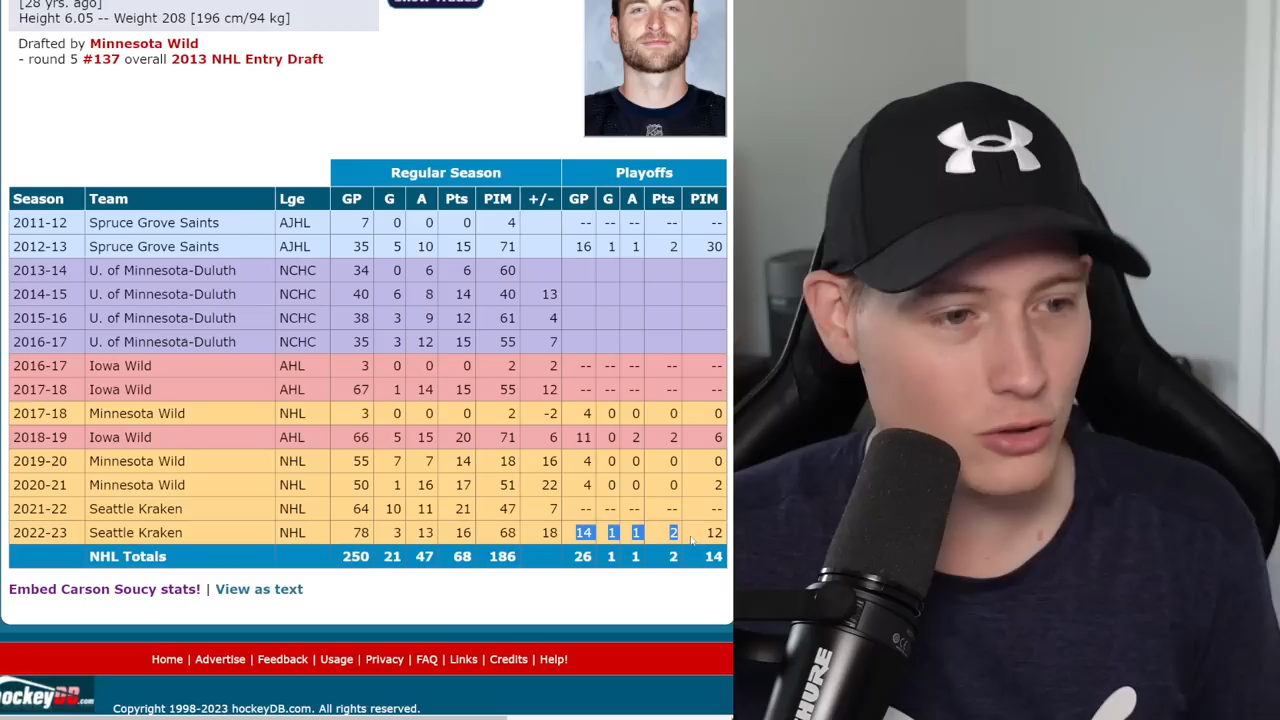 [28 yrs. ago]
Height 6.05 -- Weight 208 [196 cm/94 kg]
Drafted by Minnesota Wild
- round 5 #137 overall 2013 NHL Entry Draft
Regular Season Playoffs
Season Team Lge GP G A Pts PIM +/- GP G A Pts PIM
2011-12 Spruce Grove Saints AJHL 7 0 0 0 4 -- -- -- -- --
2012-13 Spruce Grove Saints AJHL 35 5 10 15 71 16 1 1 2 30
2013-14 U. of Minnesota-Duluth NCHC 34 0 6 6 60
2014-15 U. of Minnesota-Duluth NCHC 40 6 8 14 40 13
2015-16 U. of Minnesota-Duluth NCHC 38 3 9 12 61 4
2016-17 U. of Minnesota-Duluth NCHC 35 3 12 15 55 7
2016-17 Iowa Wild AHL 3 0 0 0 2 2 -- -- -- -- --
2017-18 Iowa Wild AHL 67 1 14 15 55 12 -- -- -- -- --
2017-18 Minnesota Wild NHL 3 0 0 0 2 -2 4 0 0 0 0
2018-19 Iowa Wild AHL 66 5 15 20 71 6 11 0 2 2 6
2019-20 Minnesota Wild NHL 55 7 7 14 18 16 4 0 0 0 0
2020-21 Minnesota Wild NHL 50 1 16 17 51 22 4 0 0 0 2
2021-22 Seattle Kraken NHL 64 10 11 21 47 7 -- -- -- -- --
2022-23 Seattle Kraken NHL 78 3 13 16 68 18 14 1 1 2 12
NHL Totals 250 21 47 68 186 26 1 1 2 14
Embed Carson Soucy stats! | View as text
Home | Advertise | Feedback | Usage | Privacy | FAQ | Links | Credits | Help!
hockeyDB.com
Copyright 1998-2023 hockeyDB.com. All rights reserved.
SHURE